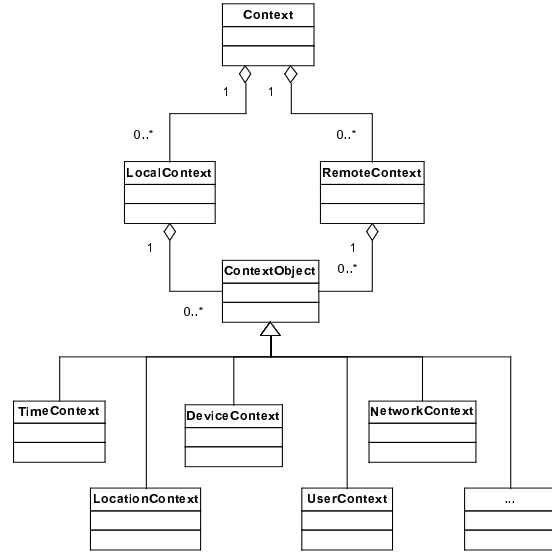 Context
1
1
0..*
0..*
LocalContext
RemoteContext
1
1
ContextObject
0..*
0..*
TimeContext
DeviceContext
NetworkContext
LocationContext
UserContext
...